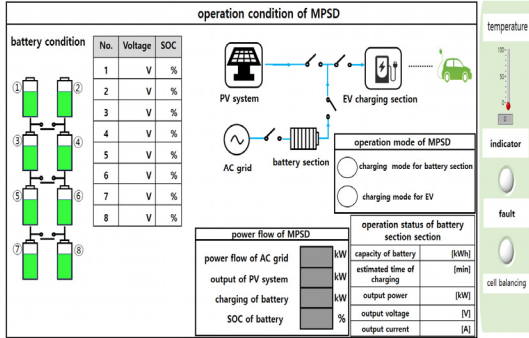 operation condition of MPSD
battery condition
No. Voltage SOC
1 V %
2 V %
3 V %
4 V %
5 V %
6 V %
7 V %
8 V %
① ②
③ ④
⑤ ⑥
⑦ ⑧
PV system
EV charging section
AC grid
battery section
operation mode of MPSD
charging mode for battery section
charging mode for EV
power flow of MPSD
power flow of AC grid kW
output of PV system kW
charging of battery kW
SOC of battery %
operation status of battery
section section
capacity of battery [kWh]
estimated time of
charging [min]
output power [kW]
output voltage [V]
output current [A]
temperature
100
50
0
0
indicator
fault
cell balancing